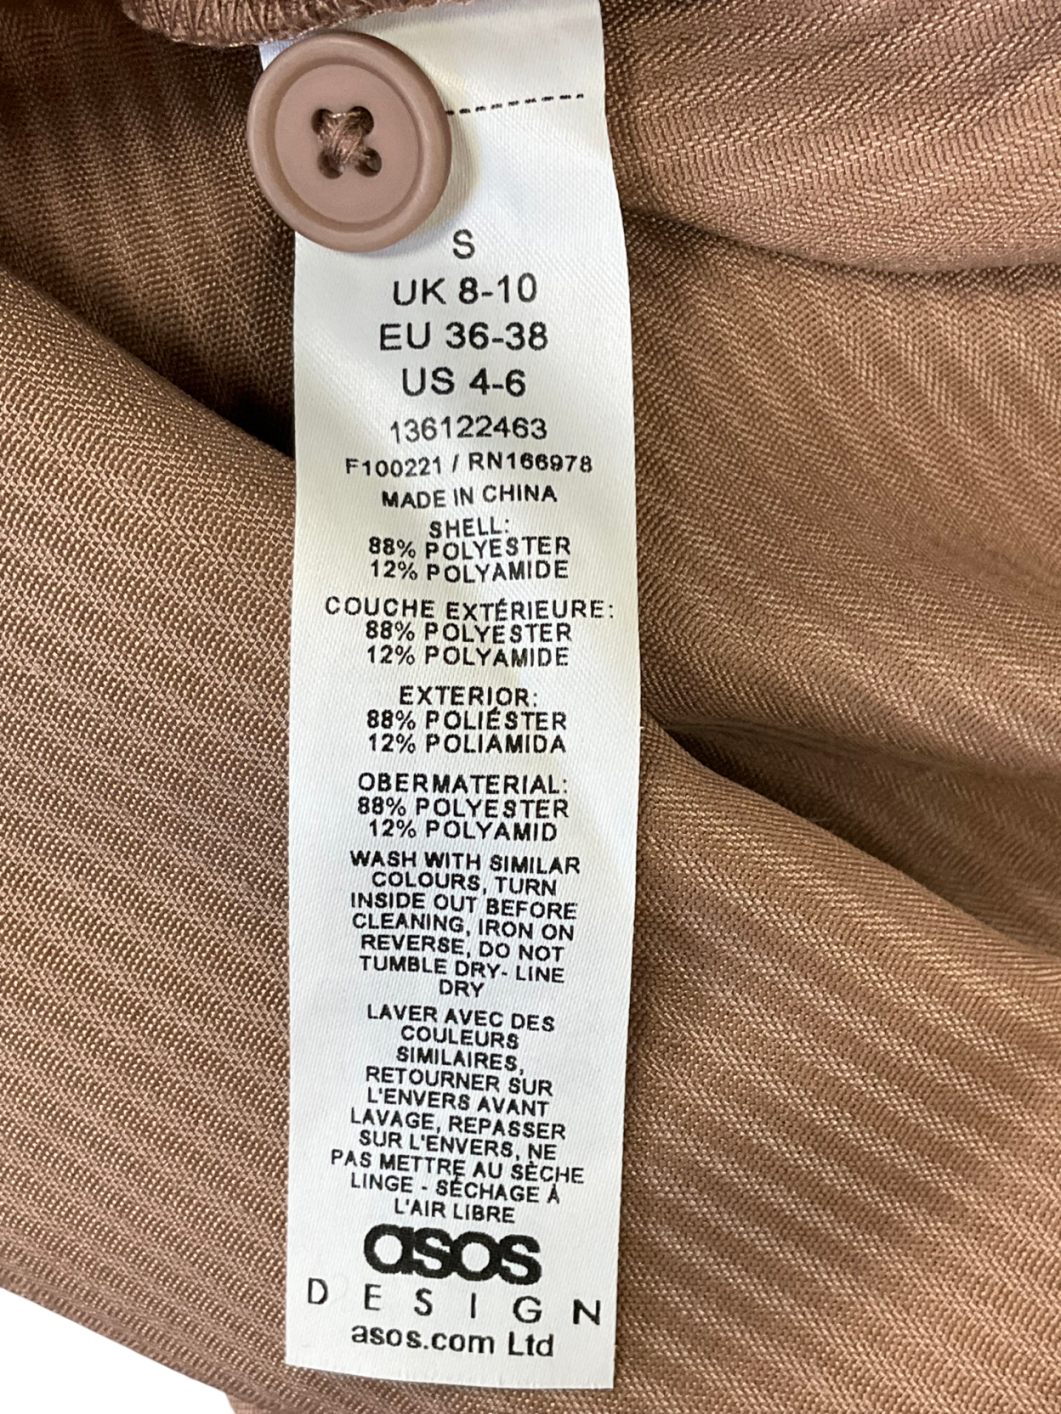 S
UK 8-10
EU 36-38
US 4-6
136122463
F100221 / RN166978
MADE IN CHINA
SHELL:
88% POLYESTER
12% POLYAMIDE
COUCHE EXTÉRIEURE:
88% POLYESTER
12% POLYAMIDE
EXTERIOR:
88% POLIÉSTER
12% POLIAMIDA
OBERMATERIAL:
88% POLYESTER
12% POLYAMID
WASH WITH SIMILAR
COLOURS, TURN
INSIDE OUT BEFORE
CLEANING, IRON ON
REVERSE, DO NOT
TUMBLE DRY- LINE
DRY
LAVER AVEC DES
COULEURS
SIMILAIRES,
RETOURNER SUR
L'ENVERS AVANT
LAVAGE, REPASSER
SUR L'ENVERS, NE
PAS METTRE AU SÈCHE
LINGE - SÉCHAGE À
L'AIR LIBRE
asos
DESIGN
asos.com Ltd